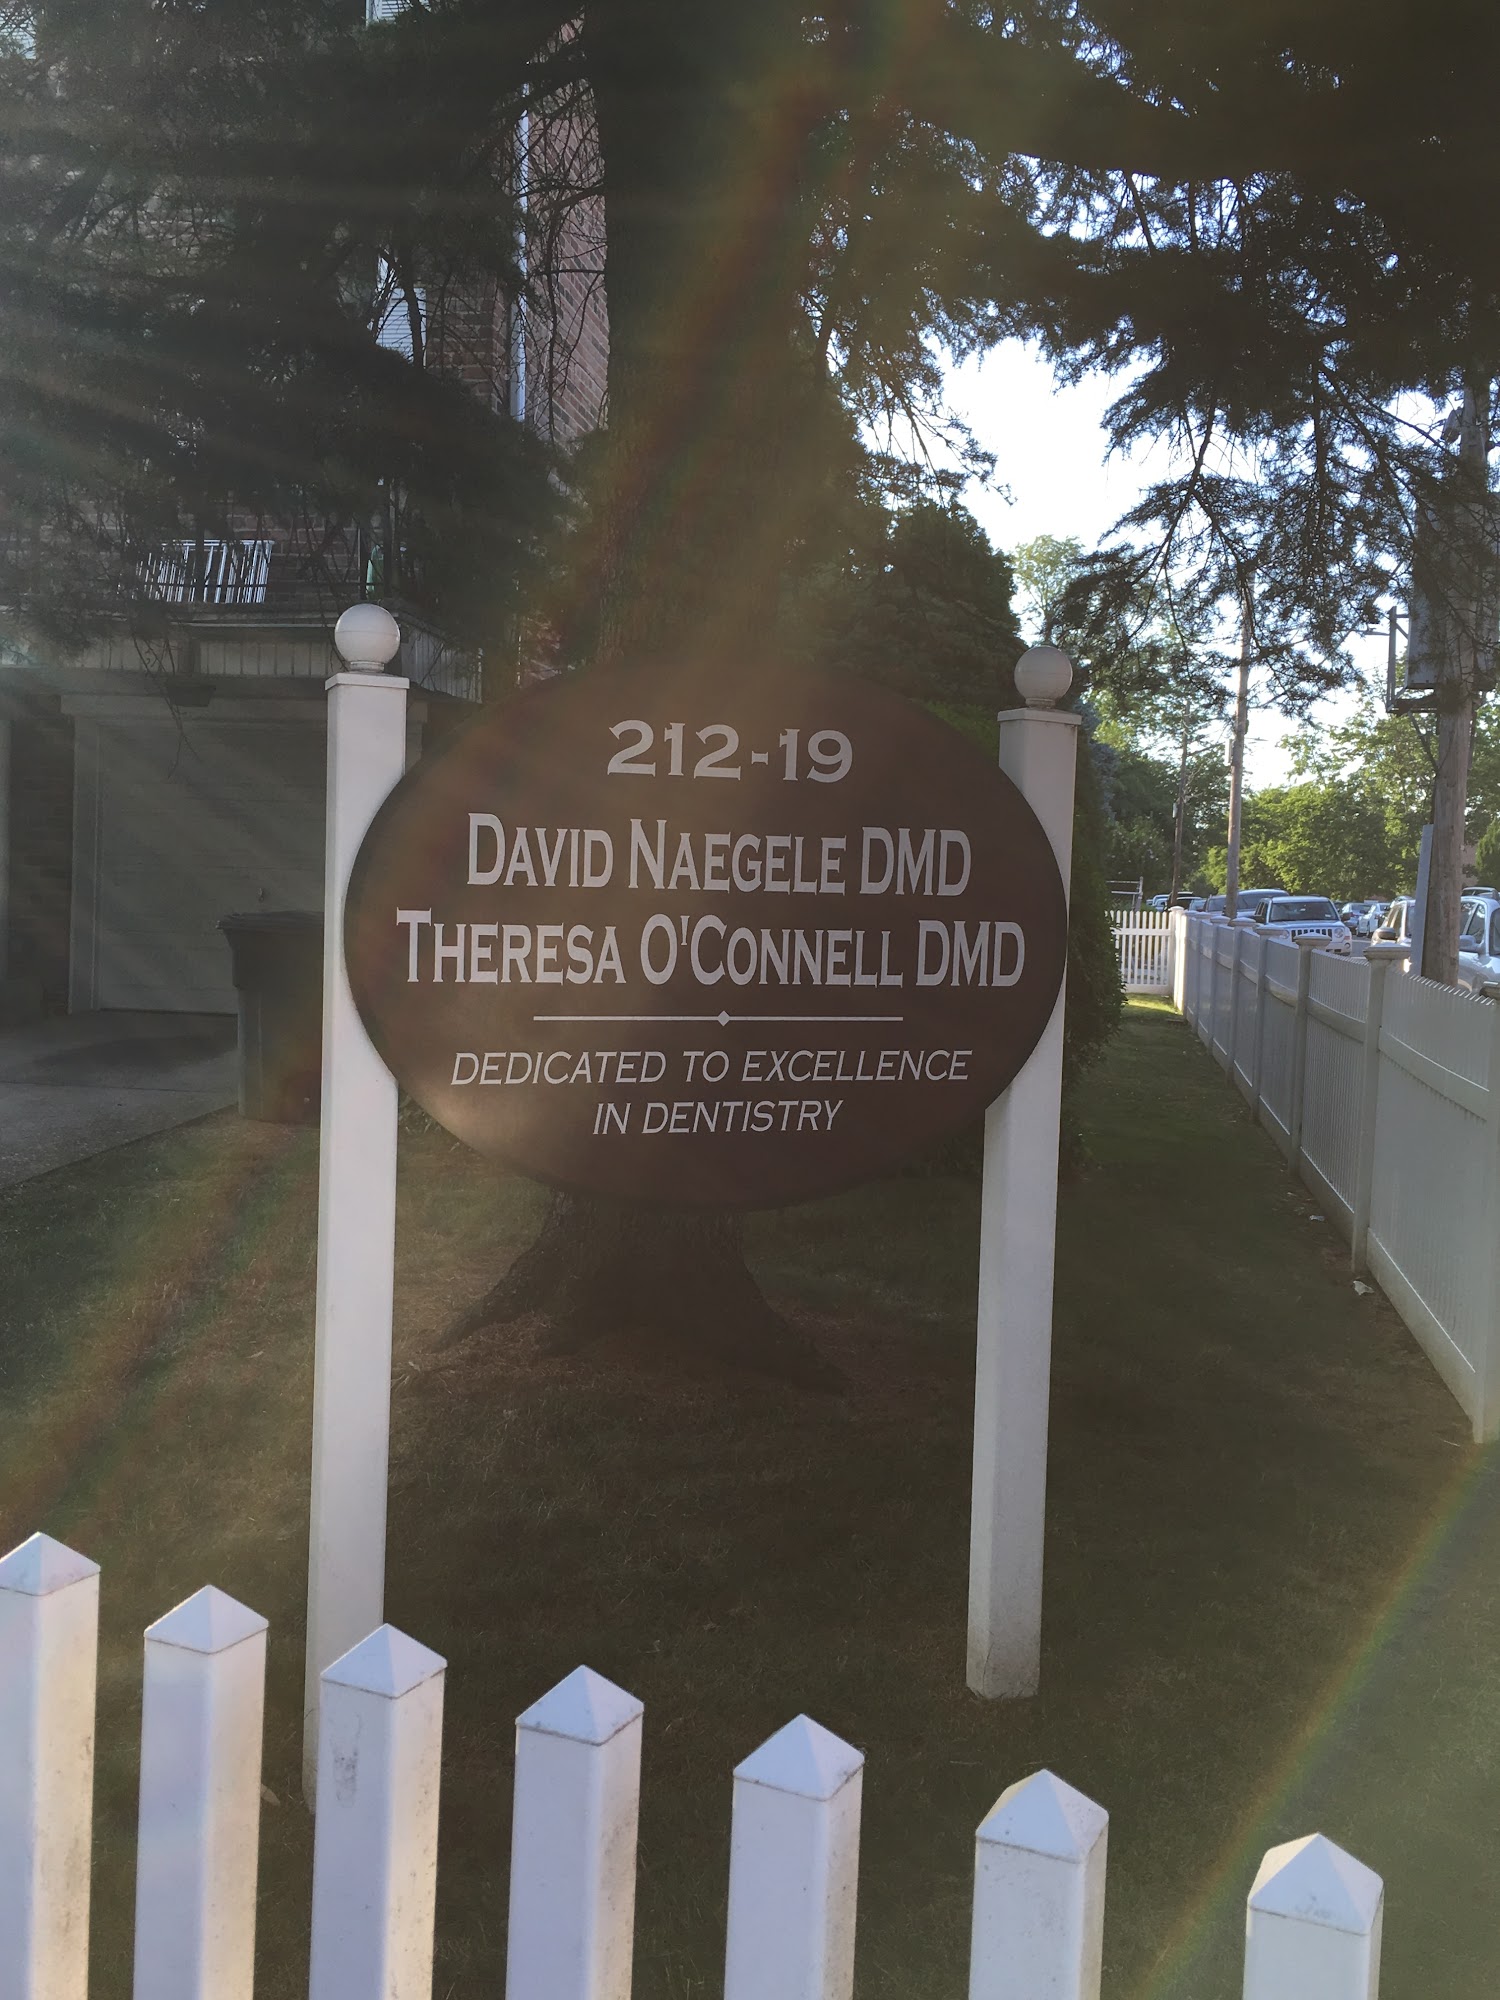 212-19
DAVID NAEGELE DMD
THERESA O'CONNELL DMD
DEDICATED TO EXCELLENCE
IN DENTISTRY